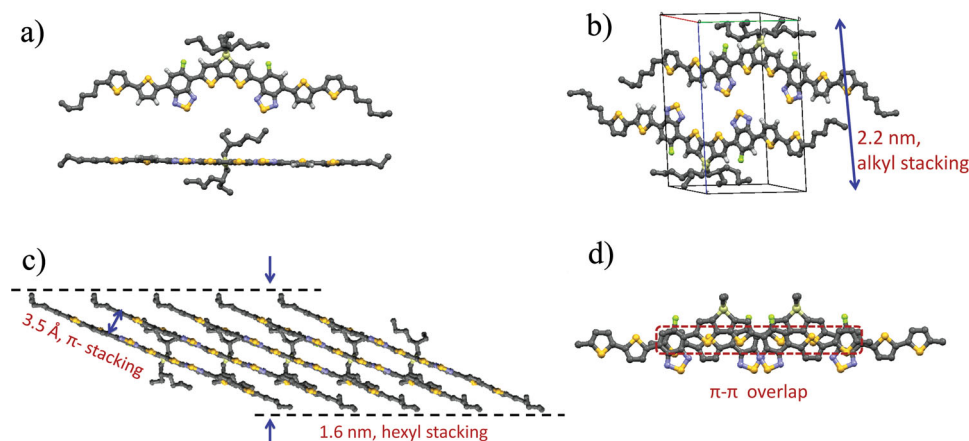 a)
b)
2.2 nm,
alkyl stacking
c)
3.5 Å, π- stacking
1.6 nm, hexyl stacking
d)
π-π overlap